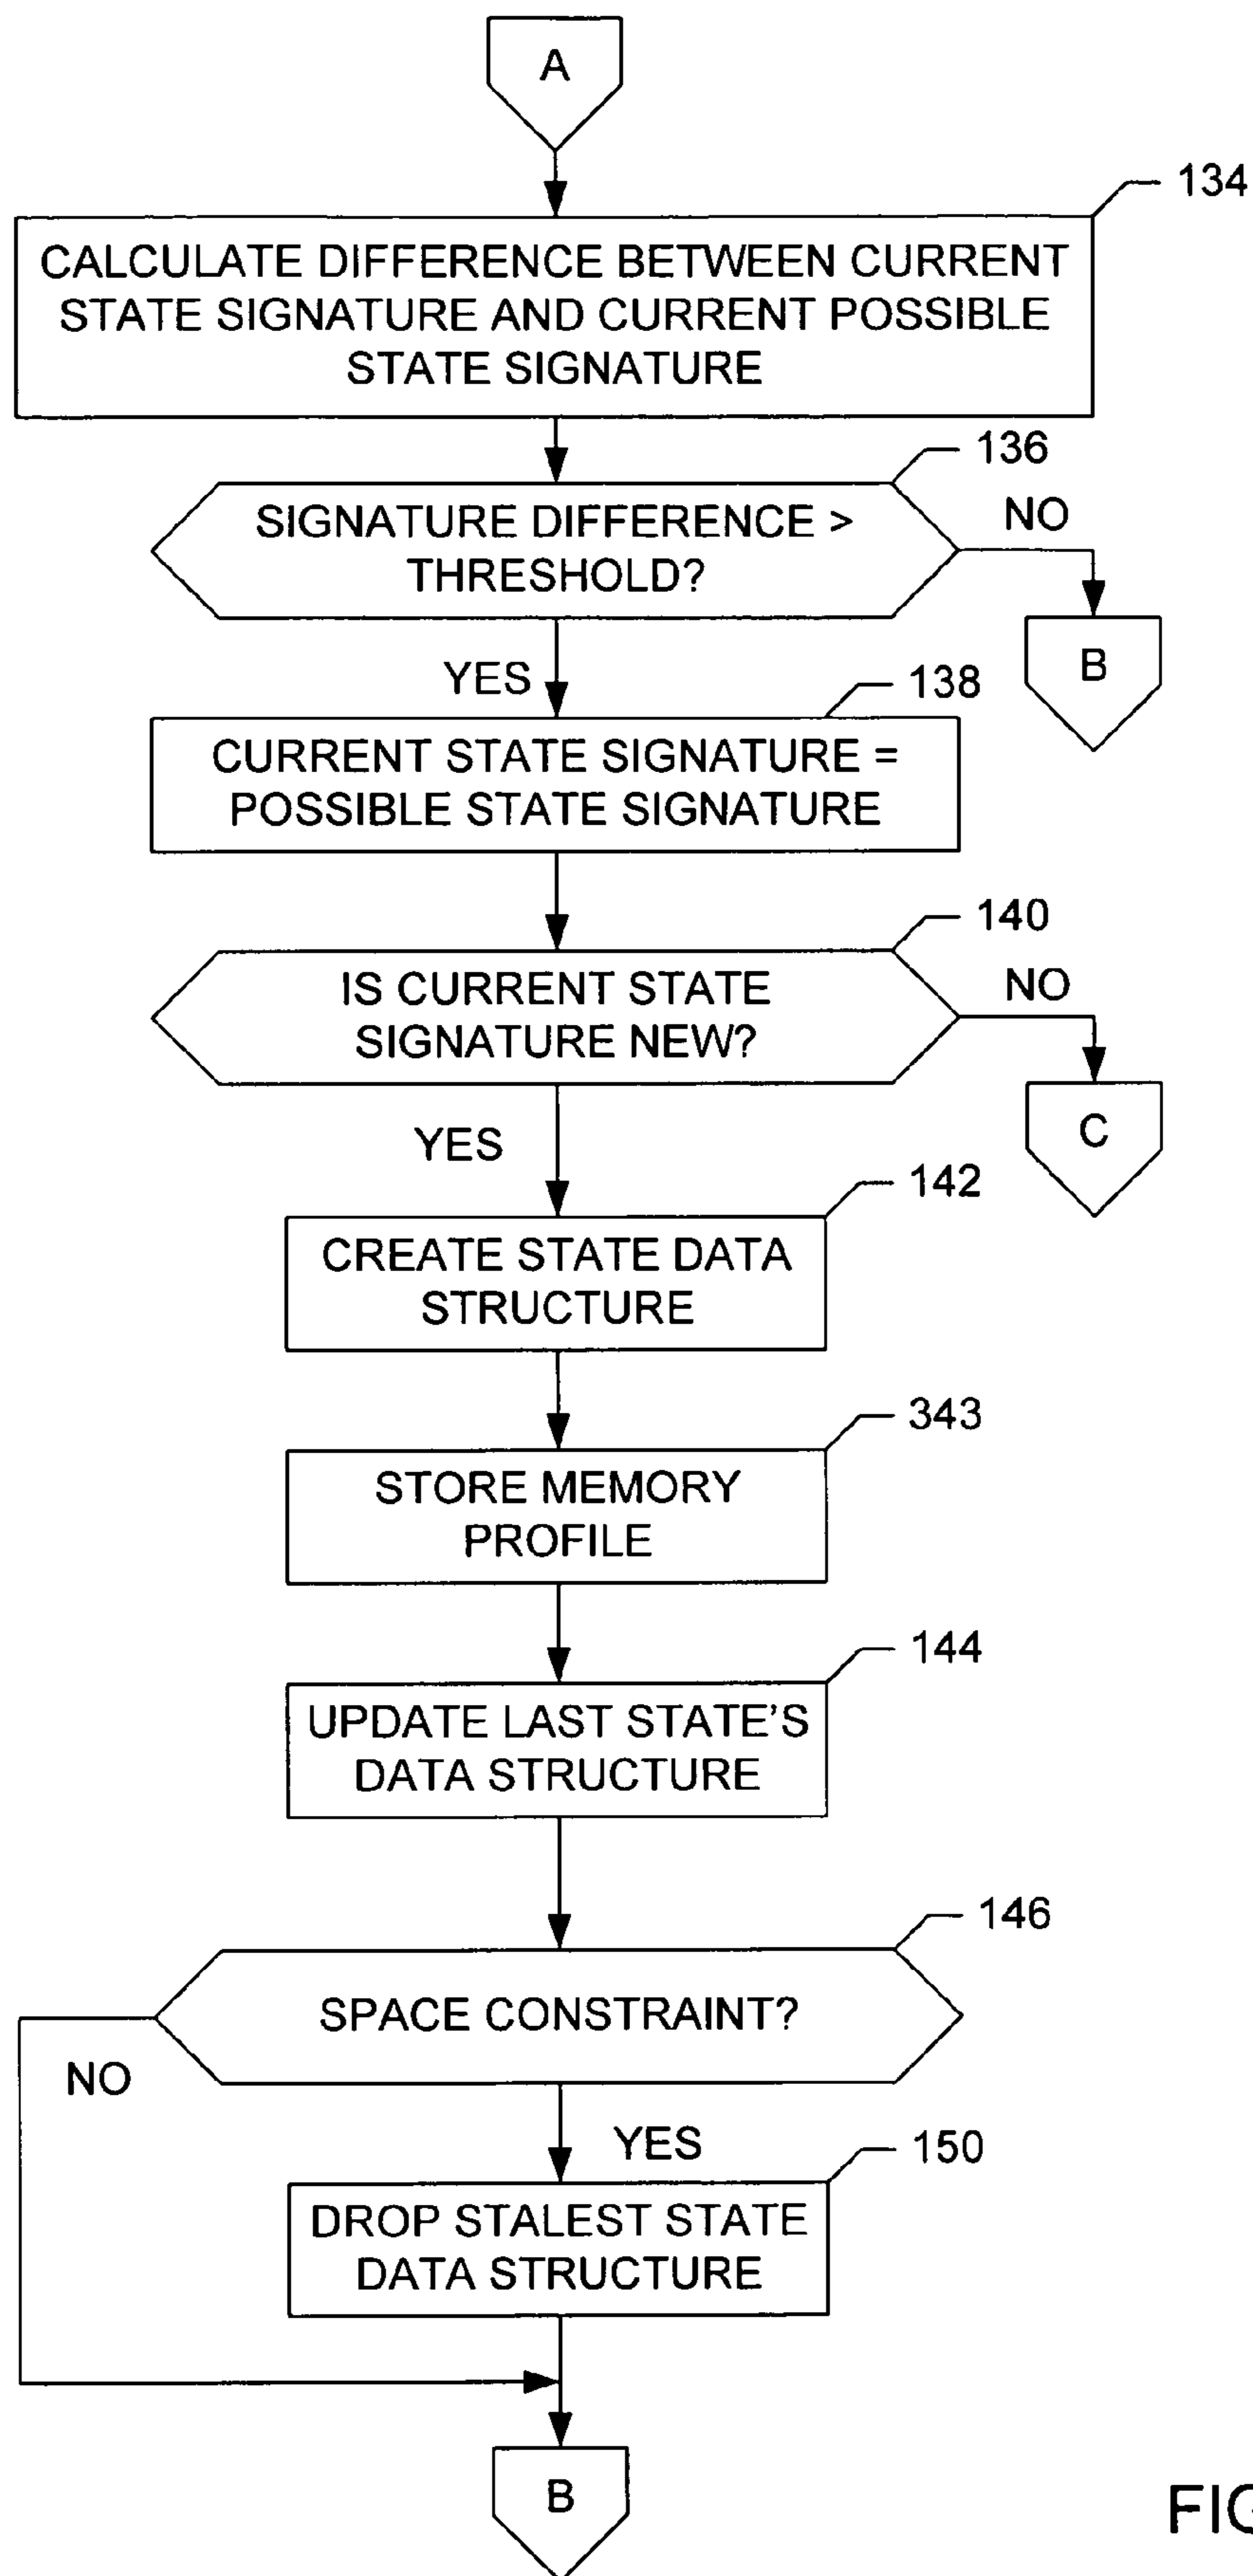 A
134
CALCULATE DIFFERENCE BETWEEN CURRENT
STATE SIGNATURE AND CURRENT POSSIBLE
STATE SIGNATURE
136
SIGNATURE DIFFERENCE >
THRESHOLD?
NO
B
YES
138
CURRENT STATE SIGNATURE =
POSSIBLE STATE SIGNATURE
140
IS CURRENT STATE
SIGNATURE NEW?
NO
C
YES
142
CREATE STATE DATA
STRUCTURE
343
STORE MEMORY
PROFILE
144
UPDATE LAST STATE'S
DATA STRUCTURE
146
SPACE CONSTRAINT?
NO
YES
150
DROP STALEST STATE
DATA STRUCTURE
B